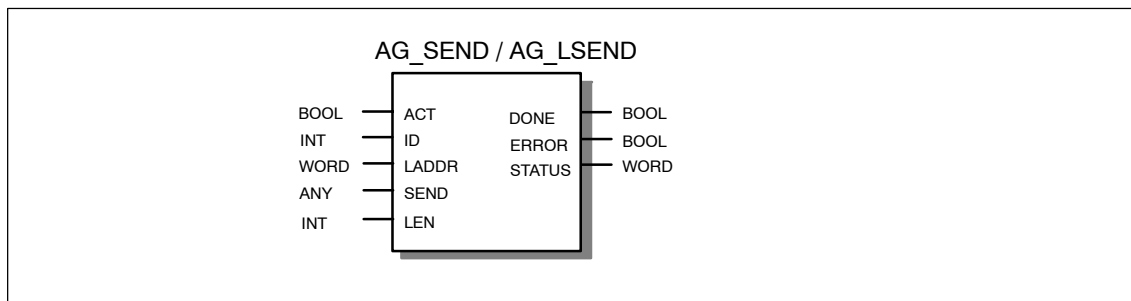 AG_SEND / AG_LSEND
BOOL ACT DONE BOOL
INT ID ERROR BOOL
WORD LADDR STATUS WORD
ANY SEND
INT LEN